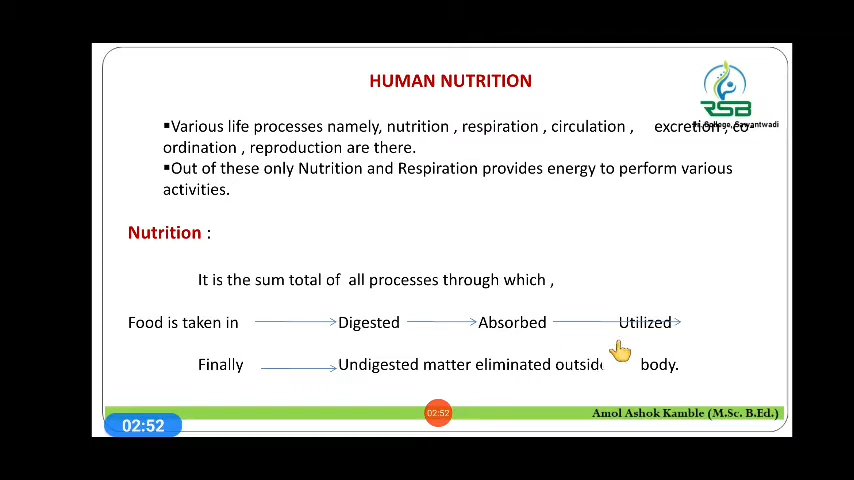 HUMAN NUTRITION
RSB
Jr. College, Sawantwadi
▪Various life processes namely, nutrition , respiration , circulation , excretion , co-
ordination , reproduction are there.
▪Out of these only Nutrition and Respiration provides energy to perform various
activities.
Nutrition :
It is the sum total of all processes through which ,
Food is taken in Digested Absorbed Utilized
Finally Undigested matter eliminated outside body.
02:52
Amol Ashok Kamble (M.Sc. B.Ed.)
02:52